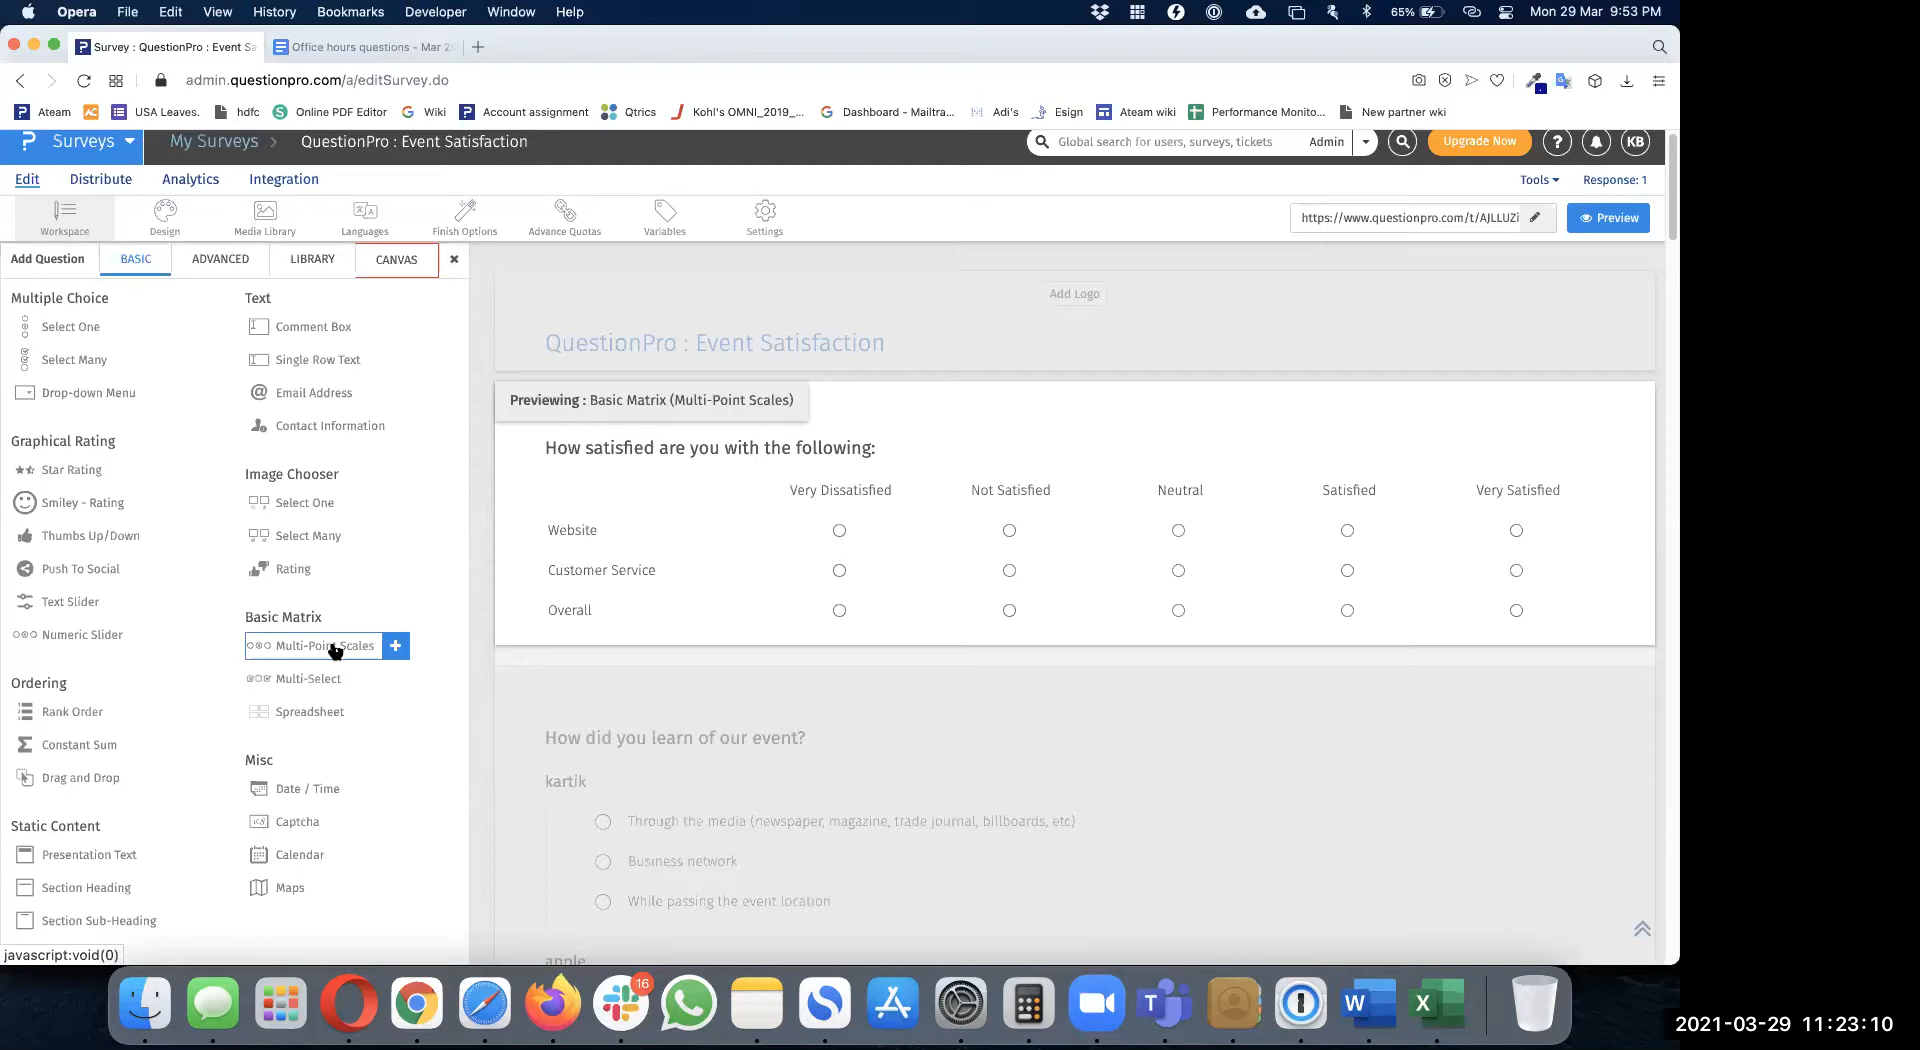 Opera File Edit View History Bookmarks Developer Window Help 65% Mon 29 Mar 9:53 PM
Survey : QuestionPro : Event Sa Office hours questions - Mar 2
admin.questionpro.com/a/editSurvey.do
Ateam USA Leaves. hdfc Online PDF Editor Wiki Account assignment Qtrics Kohl's OMNI_2019_... Dashboard - Mailtra... Adi's Esign Ateam wiki Performance Monito... New partner wki
Surveys My Surveys QuestionPro : Event Satisfaction Global search for users, surveys, tickets Admin Upgrade Now ? KB
Edit Distribute Analytics Integration Tools Response: 1
Workspace Design Media Library Languages Finish Options Advance Quotas Variables Settings https://www.questionpro.com/t/AJLLUZi Preview
Add Question BASIC ADVANCED LIBRARY CANVAS
Multiple Choice
Select One
Select Many
Drop-down Menu
Graphical Rating
Star Rating
Smiley - Rating
Thumbs Up/Down
Push To Social
Text Slider
Numeric Slider
Ordering
Rank Order
Constant Sum
Drag and Drop
Static Content
Presentation Text
Section Heading
Section Sub-Heading
Text
Comment Box
Single Row Text
Email Address
Contact Information
Image Chooser
Select One
Select Many
Rating
Basic Matrix
Multi-Point Scales
Multi-Select
Spreadsheet
Misc
Date / Time
Captcha
Calendar
Maps
Add Logo
QuestionPro : Event Satisfaction
Previewing : Basic Matrix (Multi-Point Scales)
How satisfied are you with the following:
Very Dissatisfied Not Satisfied Neutral Satisfied Very Satisfied
Website
Customer Service
Overall
How did you learn of our event?
kartik
Through the media (newspaper, magazine, trade journal, billboards, etc)
Business network
While passing the event location
apple
javascript:void(0)
16
2021-03-29 11:23:10